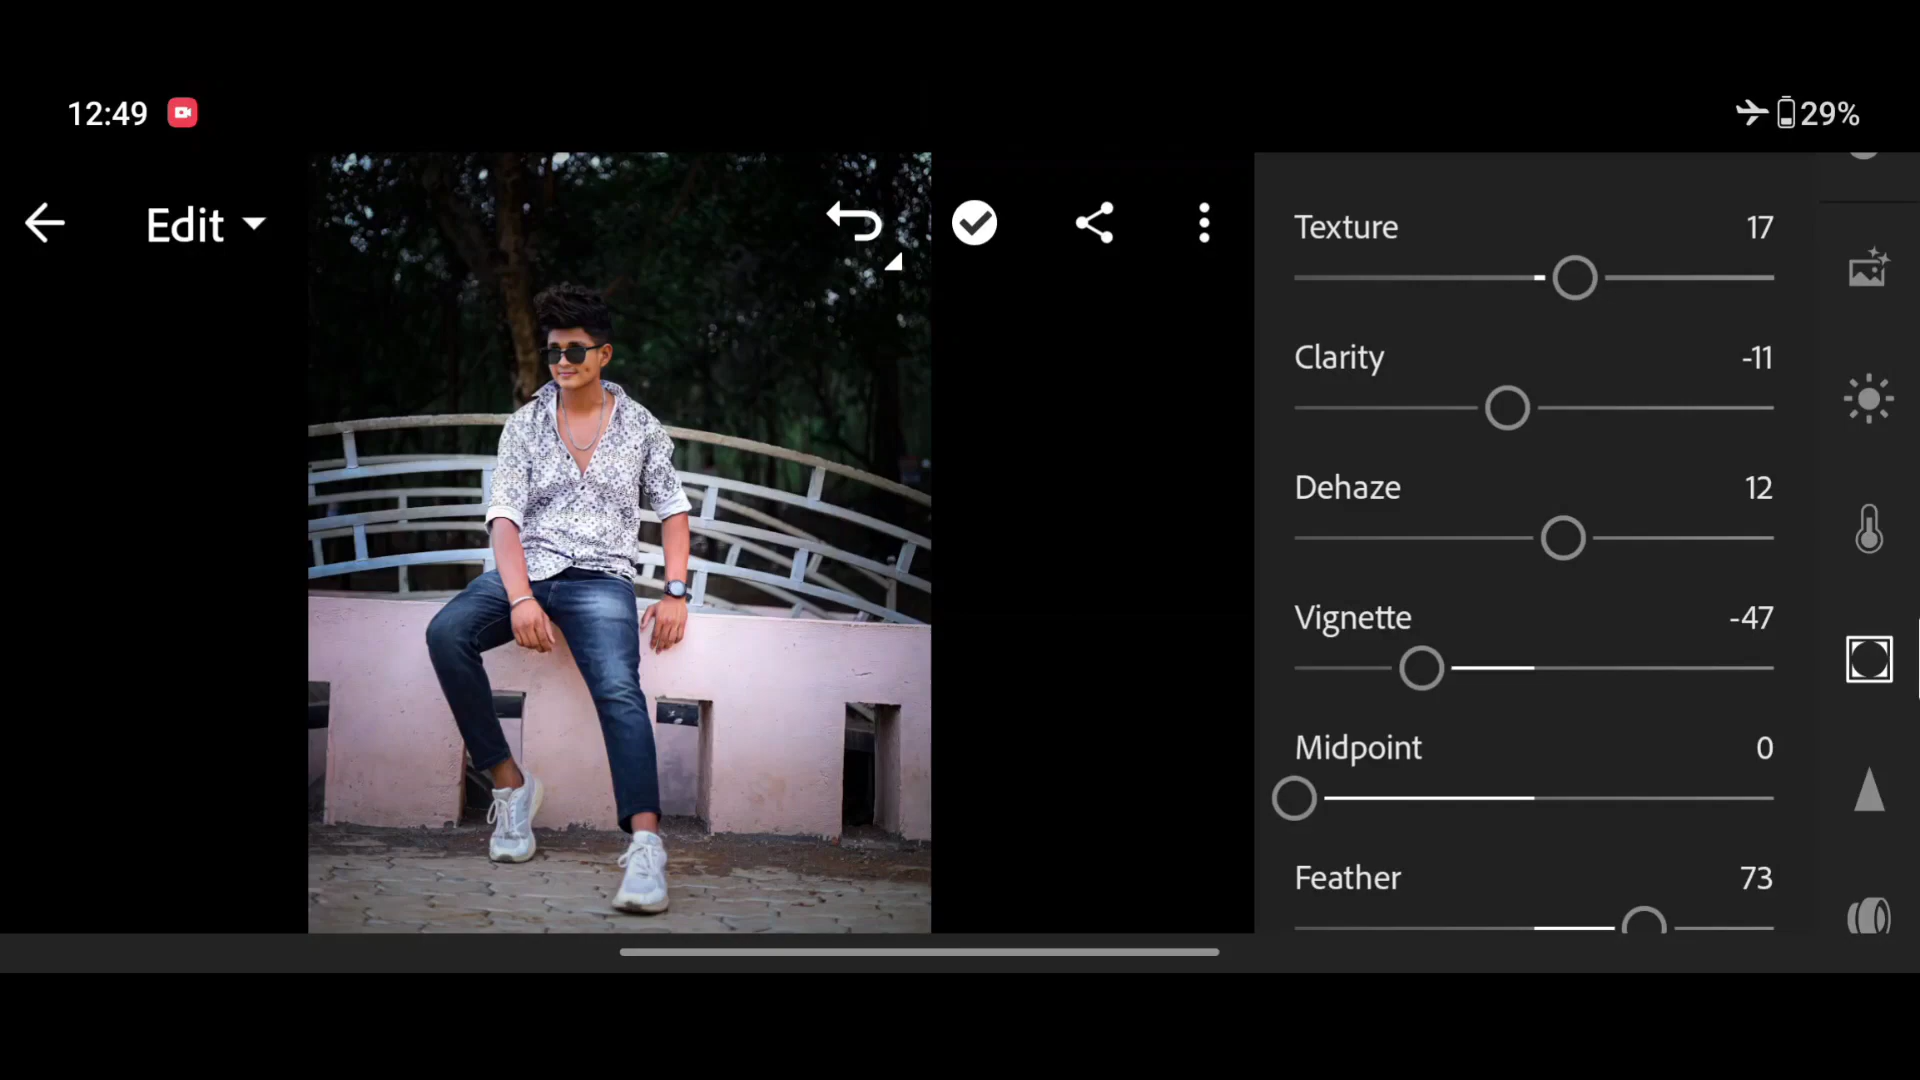 12:49
29%
Edit
Texture 17
Clarity -11
Dehaze 12
Vignette -47
Midpoint 0
Feather 73